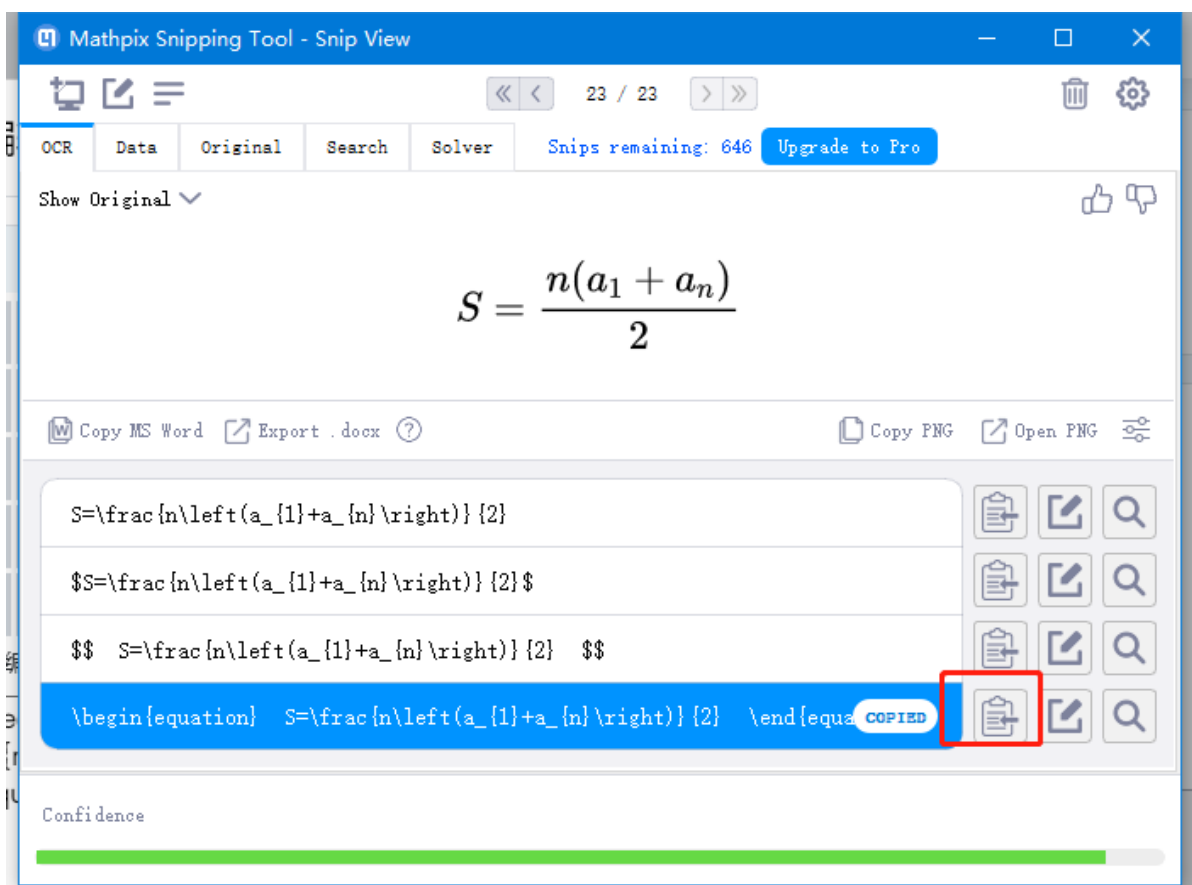 Mathpix Snipping Tool - Snip View
23 / 23
OCR Data Original Search Solver Snips remaining: 646 Upgrade to Pro
Show Original
S = \frac{n(a_1 + a_n)}{2}
Copy MS Word Export .docx ? Copy PNG Open PNG
S=\frac{n\left(a_{1}+a_{n}\right)}{2}
$S=\frac{n\left(a_{1}+a_{n}\right)}{2}$
$$ S=\frac{n\left(a_{1}+a_{n}\right)}{2} $$
\begin{equation} S=\frac{n\left(a_{1}+a_{n}\right)}{2} \end{equa COPIED
Confidence